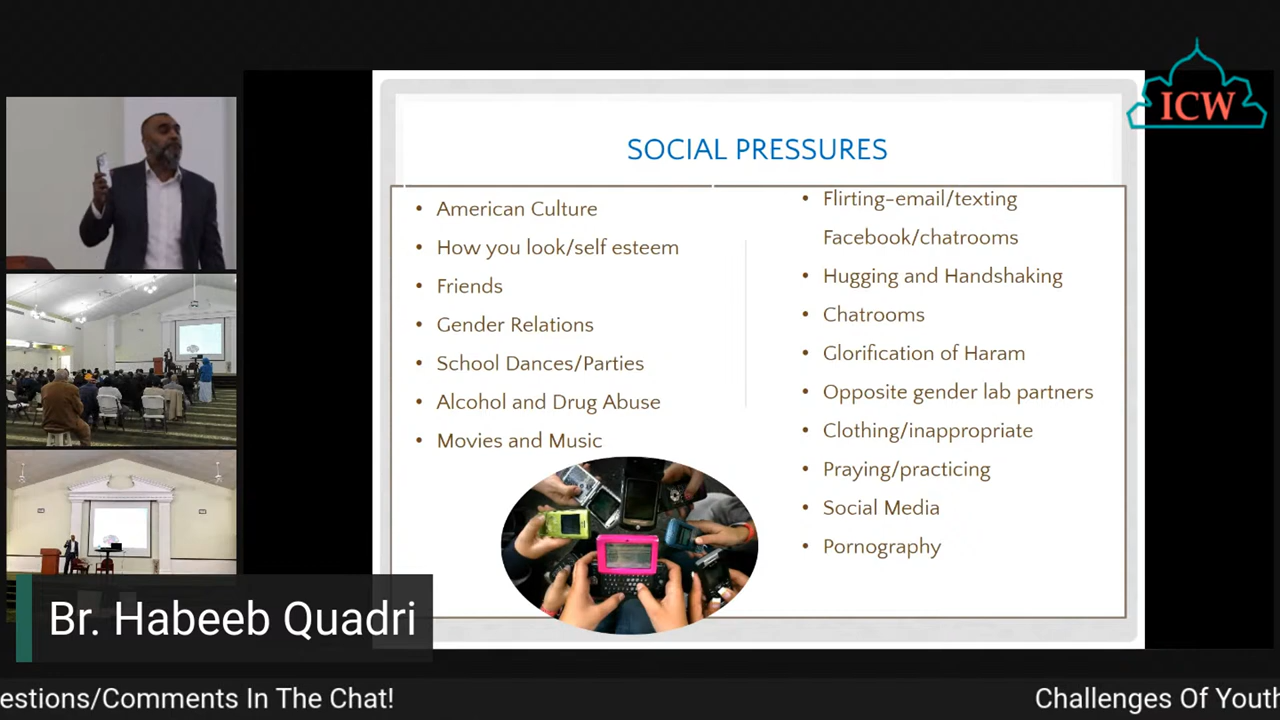 ICW
SOCIAL PRESSURES
• American Culture
• How you look/self esteem
• Friends
• Gender Relations
• School Dances/Parties
• Alcohol and Drug Abuse
• Movies and Music
• Flirting-email/texting
Facebook/chatrooms
• Hugging and Handshaking
• Chatrooms
• Glorification of Haram
• Opposite gender lab partners
• Clothing/inappropriate
• Praying/practicing
• Social Media
• Pornography
Br. Habeeb Quadri
estions/Comments In The Chat!
Challenges Of Youth